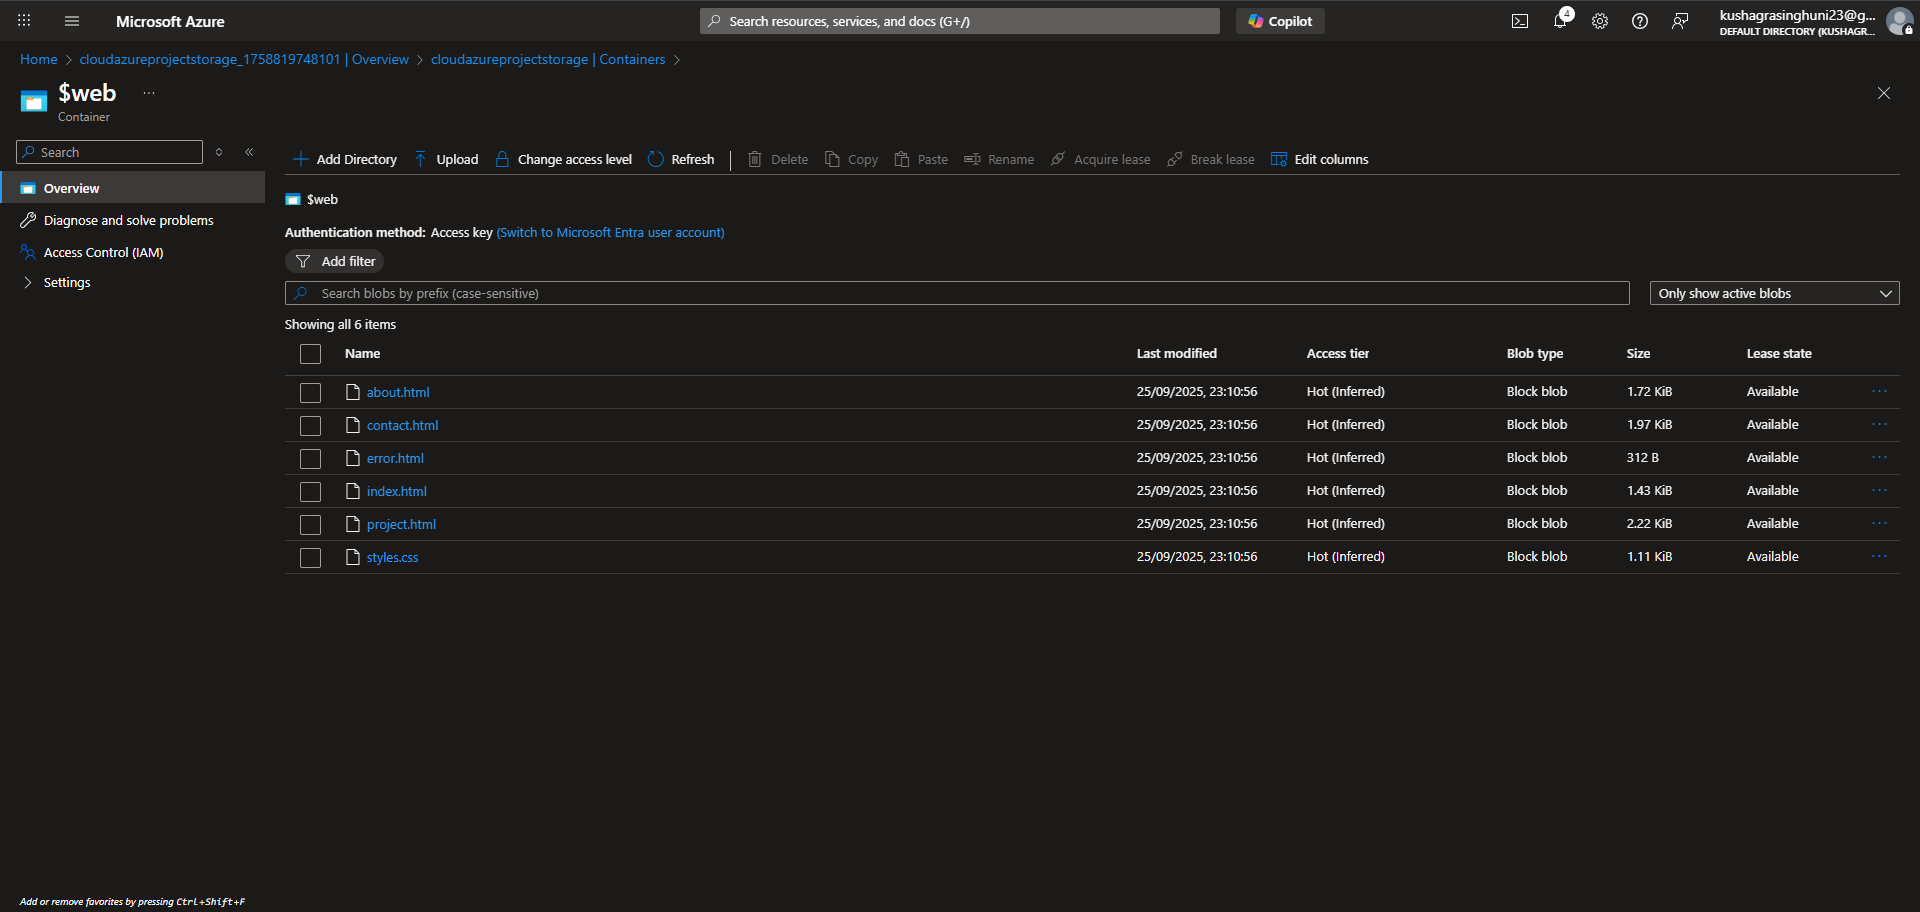 Microsoft Azure
Search resources, services, and docs (G+/)
Copilot
4
kushagrasinghuni23@g...
DEFAULT DIRECTORY (KUSHAGR...
Home > cloudazureprojectstorage_1758819748101 | Overview > cloudazureprojectstorage | Containers >
$web ...
Container
Search
Add Directory Upload Change access level Refresh Delete Copy Paste Rename Acquire lease Break lease Edit columns
Overview
Diagnose and solve problems
Access Control (IAM)
Settings
$web
Authentication method: Access key (Switch to Microsoft Entra user account)
Add filter
Search blobs by prefix (case-sensitive)
Only show active blobs
Showing all 6 items
Name Last modified Access tier Blob type Size Lease state
about.html 25/09/2025, 23:10:56 Hot (Inferred) Block blob 1.72 KiB Available ...
contact.html 25/09/2025, 23:10:56 Hot (Inferred) Block blob 1.97 KiB Available ...
error.html 25/09/2025, 23:10:56 Hot (Inferred) Block blob 312 B Available ...
index.html 25/09/2025, 23:10:56 Hot (Inferred) Block blob 1.43 KiB Available ...
project.html 25/09/2025, 23:10:56 Hot (Inferred) Block blob 2.22 KiB Available ...
styles.css 25/09/2025, 23:10:56 Hot (Inferred) Block blob 1.11 KiB Available ...
Add or remove favorites by pressing Ctrl+Shift+F